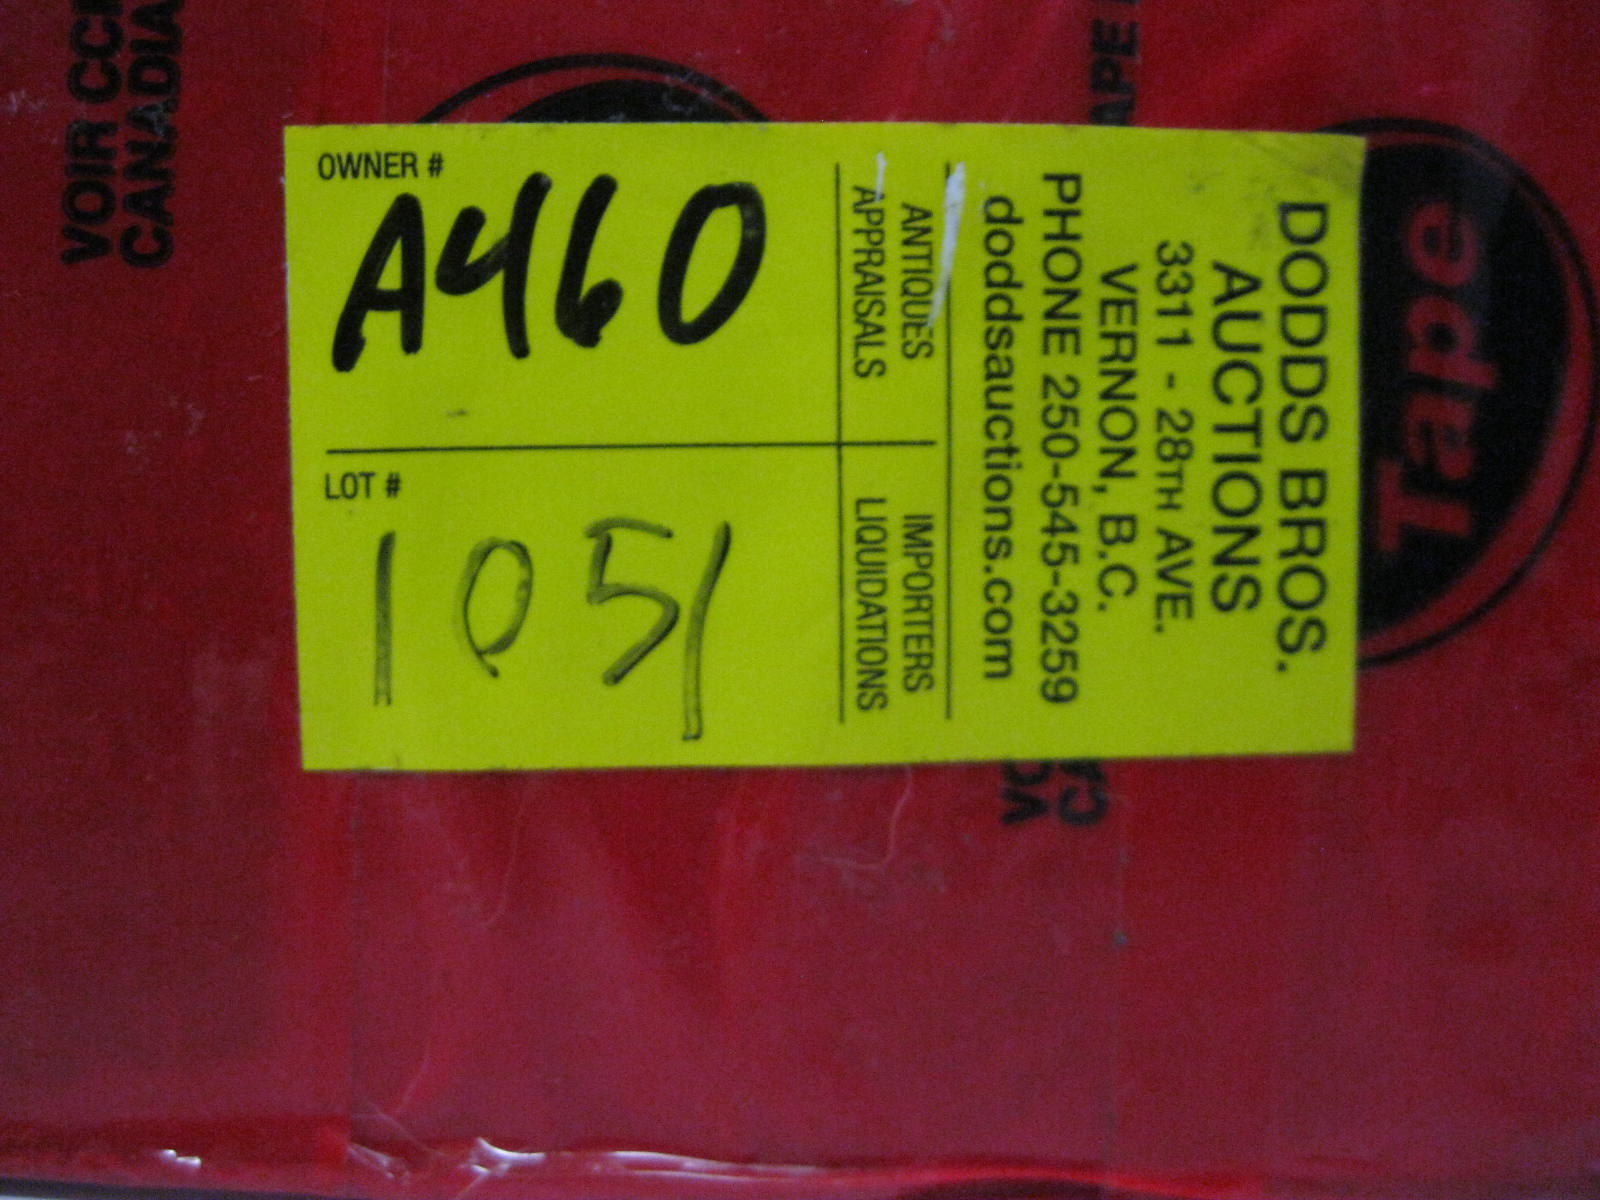 OWNER #
A460
LOT #
1051
ANTIQUES
APPRAISALS
IMPORTERS
LIQUIDATIONS
DODDS BROS.
AUCTIONS
3311 - 28TH AVE.
VERNON, B.C.
PHONE 250-545-3259
doddsauctions.com
VOIR
Tape